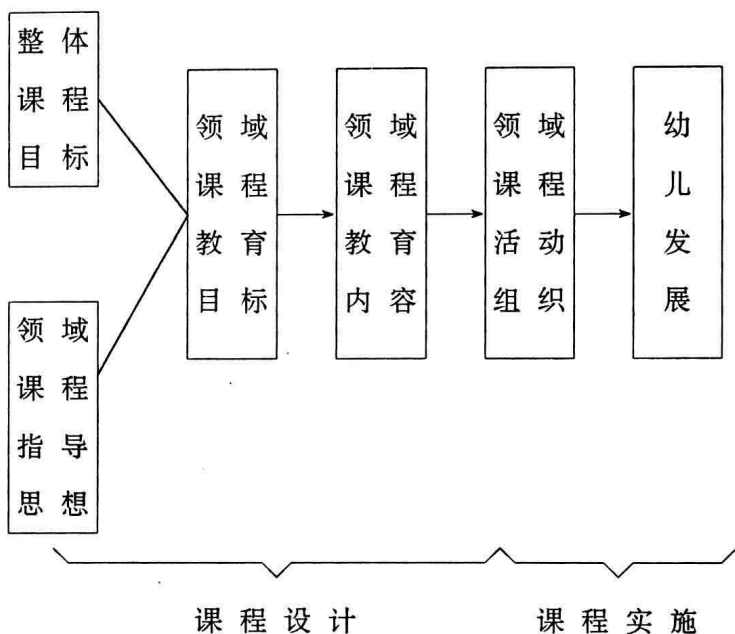 整体
课程
目标
领域
课程
指导
思想
领域
课程
教育
目标
领域
课程
教育
内容
领域
课程
活动
组织
幼
儿
发
展
课程设计
课程实施